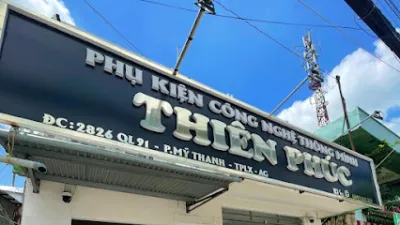 PHỤ KIỆN CÔNG NGHỆ THÔNG MINH
THIÊN PHÚC
ĐC: 2826 QL91 - P.MỸ THẠNH - TPLX - AG